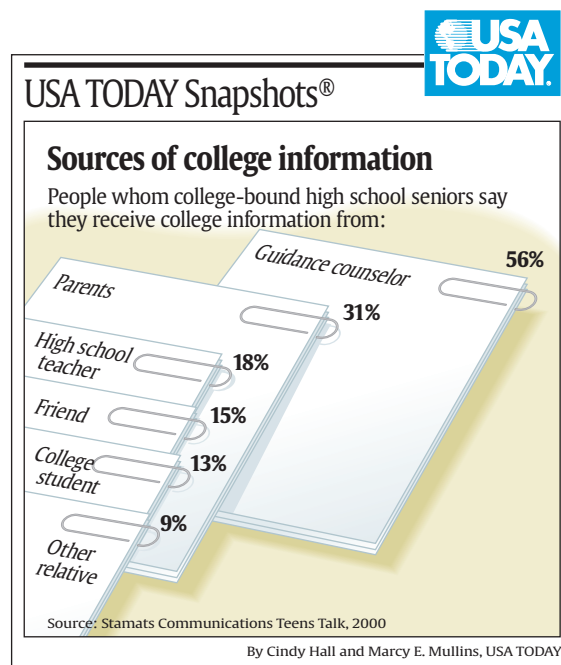 USA
TODAY.
USA TODAY Snapshots®
Sources of college information
People whom college-bound high school seniors say
they receive college information from:
Guidance counselor
56%
Parents
31%
High school
teacher
18%
Friend
15%
College
student
13%
Other
relative
9%
Source: Stamats Communications Teens Talk, 2000
By Cindy Hall and Marcy E. Mullins, USA TODAY